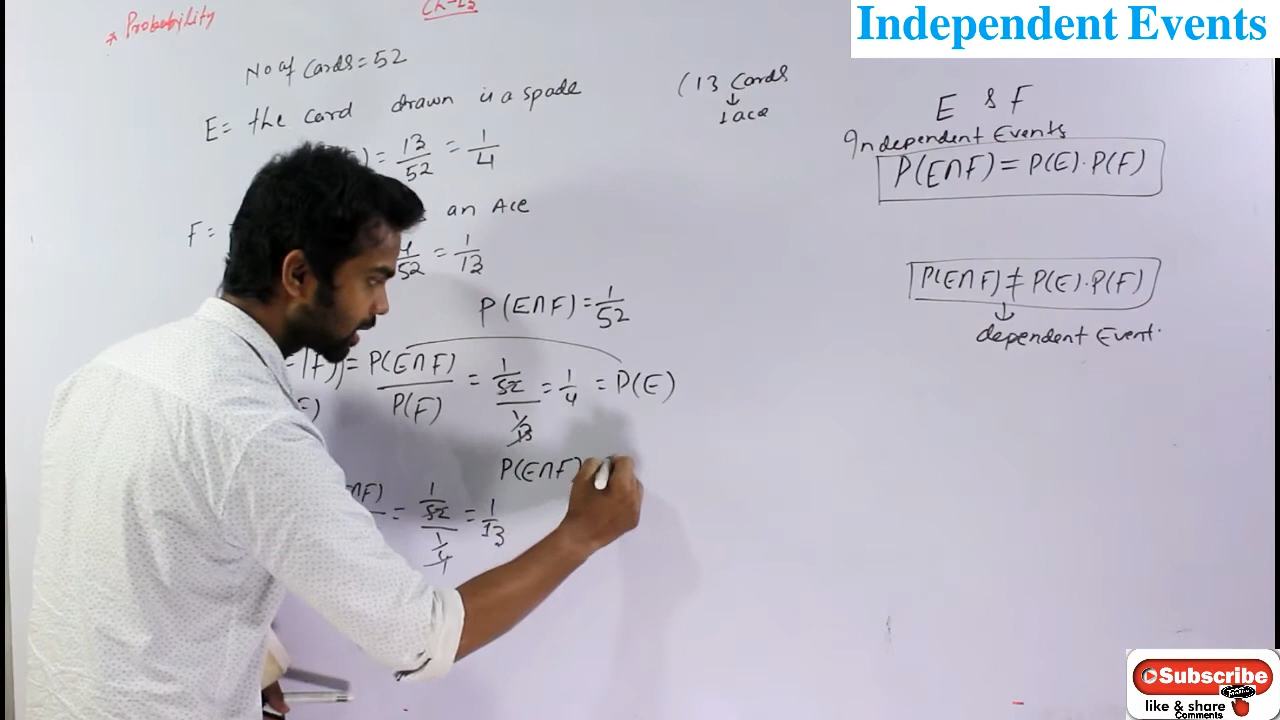 Independent Events
* Probability
No of Cards = 52
E = the card drawn is a spade
) = 13/52 = 1/4
F = an Ace
4/52 = 1/13
P(E∩F) = 1/52
|F) = P(E∩F)/P(F) = 1/52 / 1/13 = 1/4 = P(E)
E)
P(E∩F)
∩F) = 1/52 / 1/4 = 1/13
(13 Cards
↓
1 ace
E & F
Independent Events
P(E∩F) = P(E)·P(F)
P(E∩F) ≠ P(E)·P(F)
↓
dependent Event.
Subscribe
like & share
Comments